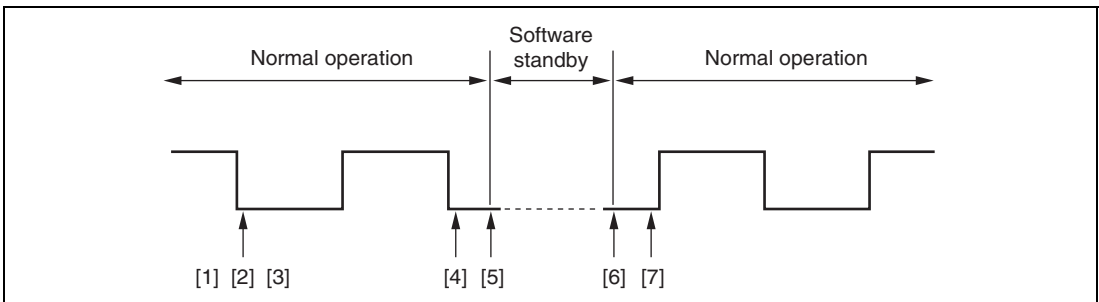 Software
standby
Normal operation
Normal operation
[1] [2] [3]
[4] [5]
[6] [7]